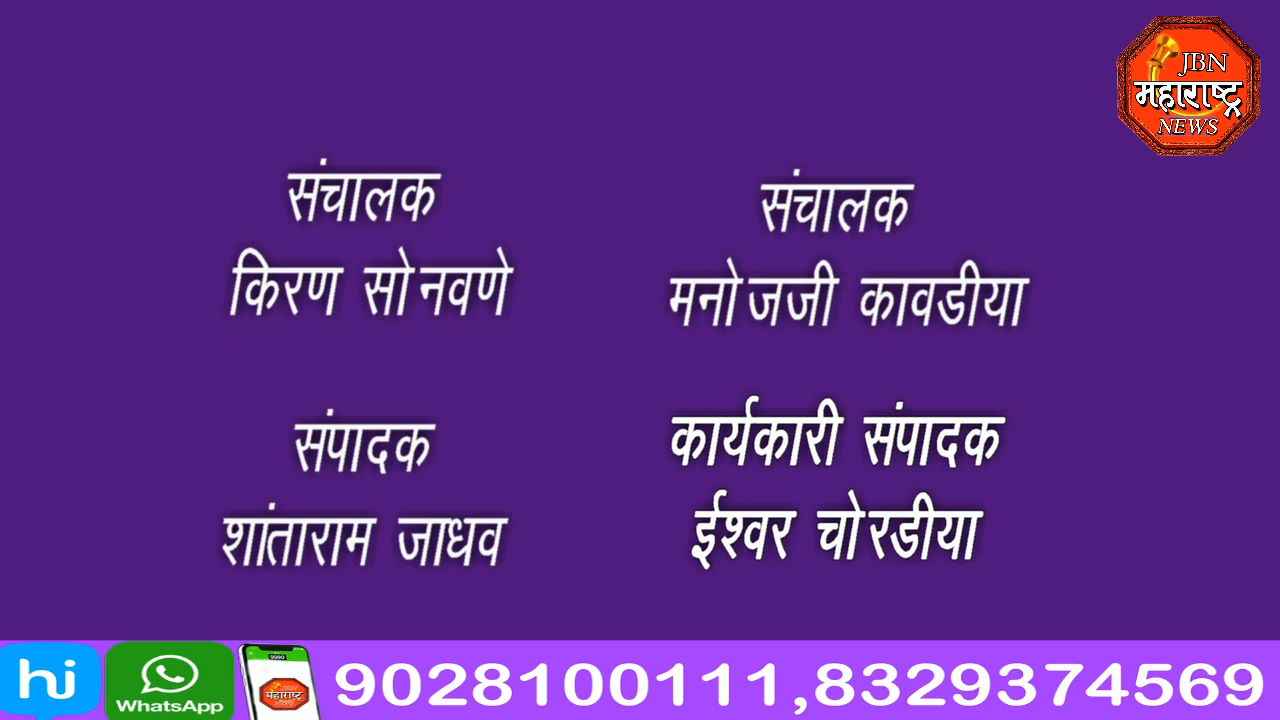 JBN
महाराष्ट्र
NEWS
संचालक
किरण सोनवणे
संचालक
मनोजजी कावडीया
संपादक
शांताराम जाधव
कार्यकारी संपादक
ईश्वर चोरडीया
hi
WhatsApp
महाराष्ट्र
9028100111,8329374569